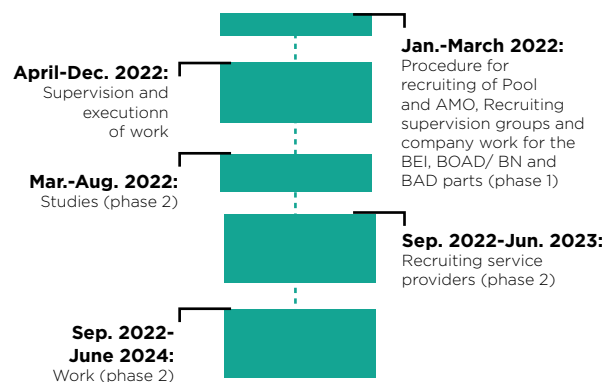 Jan.-March 2022:
Procedure for
recruiting of Pool
and AMO, Recruiting
supervision groups and
company work for the
BEI, BOAD/ BN and
BAD parts (phase 1)
April-Dec. 2022:
Supervision and
executionn
of work
Mar.-Aug. 2022:
Studies (phase 2)
Sep. 2022-Jun. 2023:
Recruiting service
providers (phase 2)
Sep. 2022-
June 2024:
Work (phase 2)